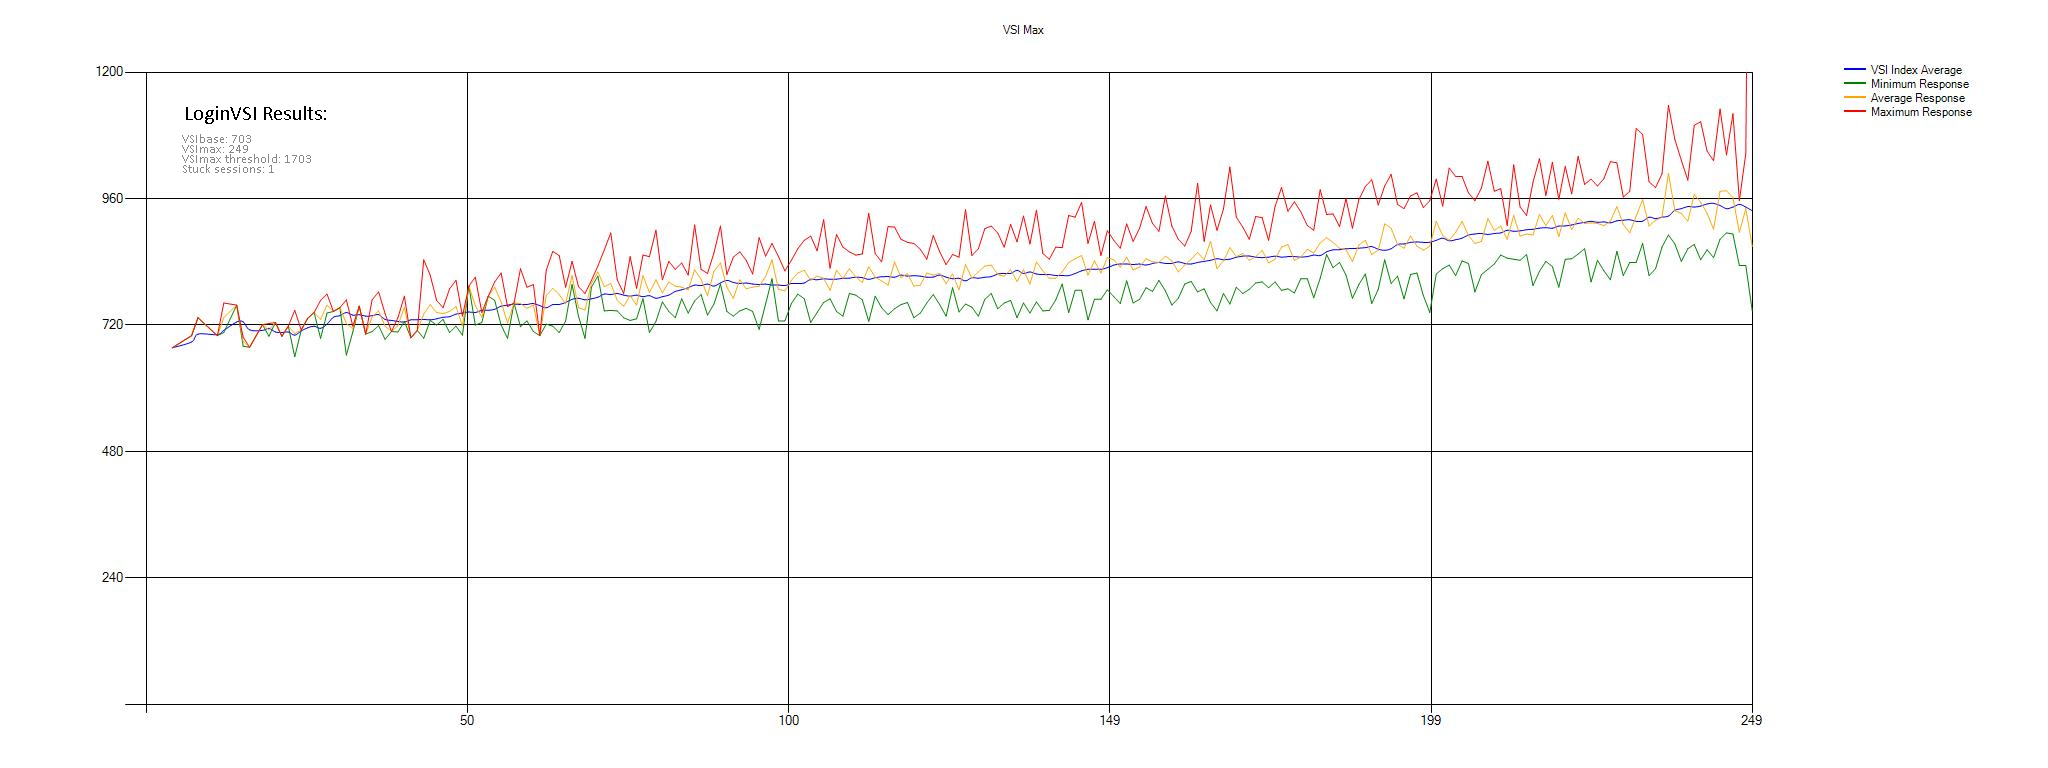 VSI Max
1200
960
720
480
240
50
100
149
199
249
LoginVSI Results:
VSIbase: 703
VSImax: 249
VSImax threshold: 1703
Stuck sessions: 1
VSI Index Average
Minimum Response
Average Response
Maximum Response